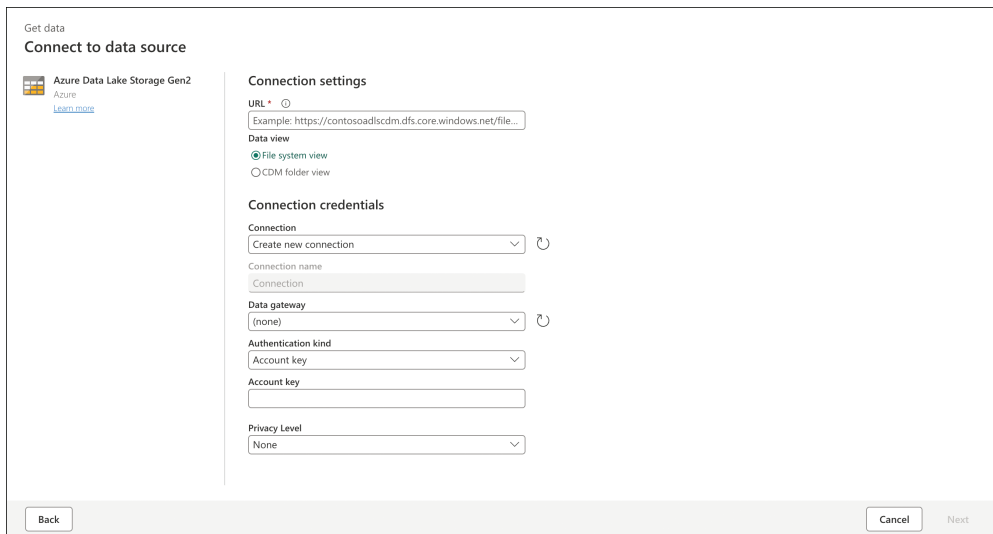 Get data
Connect to data source
Azure Data Lake Storage Gen2
Azure
Learn more
Connection settings
URL *
Example: https://contosoadlscdm.dfs.core.windows.net/file...
Data view
File system view
CDM folder view
Connection credentials
Connection
Create new connection
Connection name
Connection
Data gateway
(none)
Authentication kind
Account key
Account key
Privacy Level
None
Back
Cancel
Next